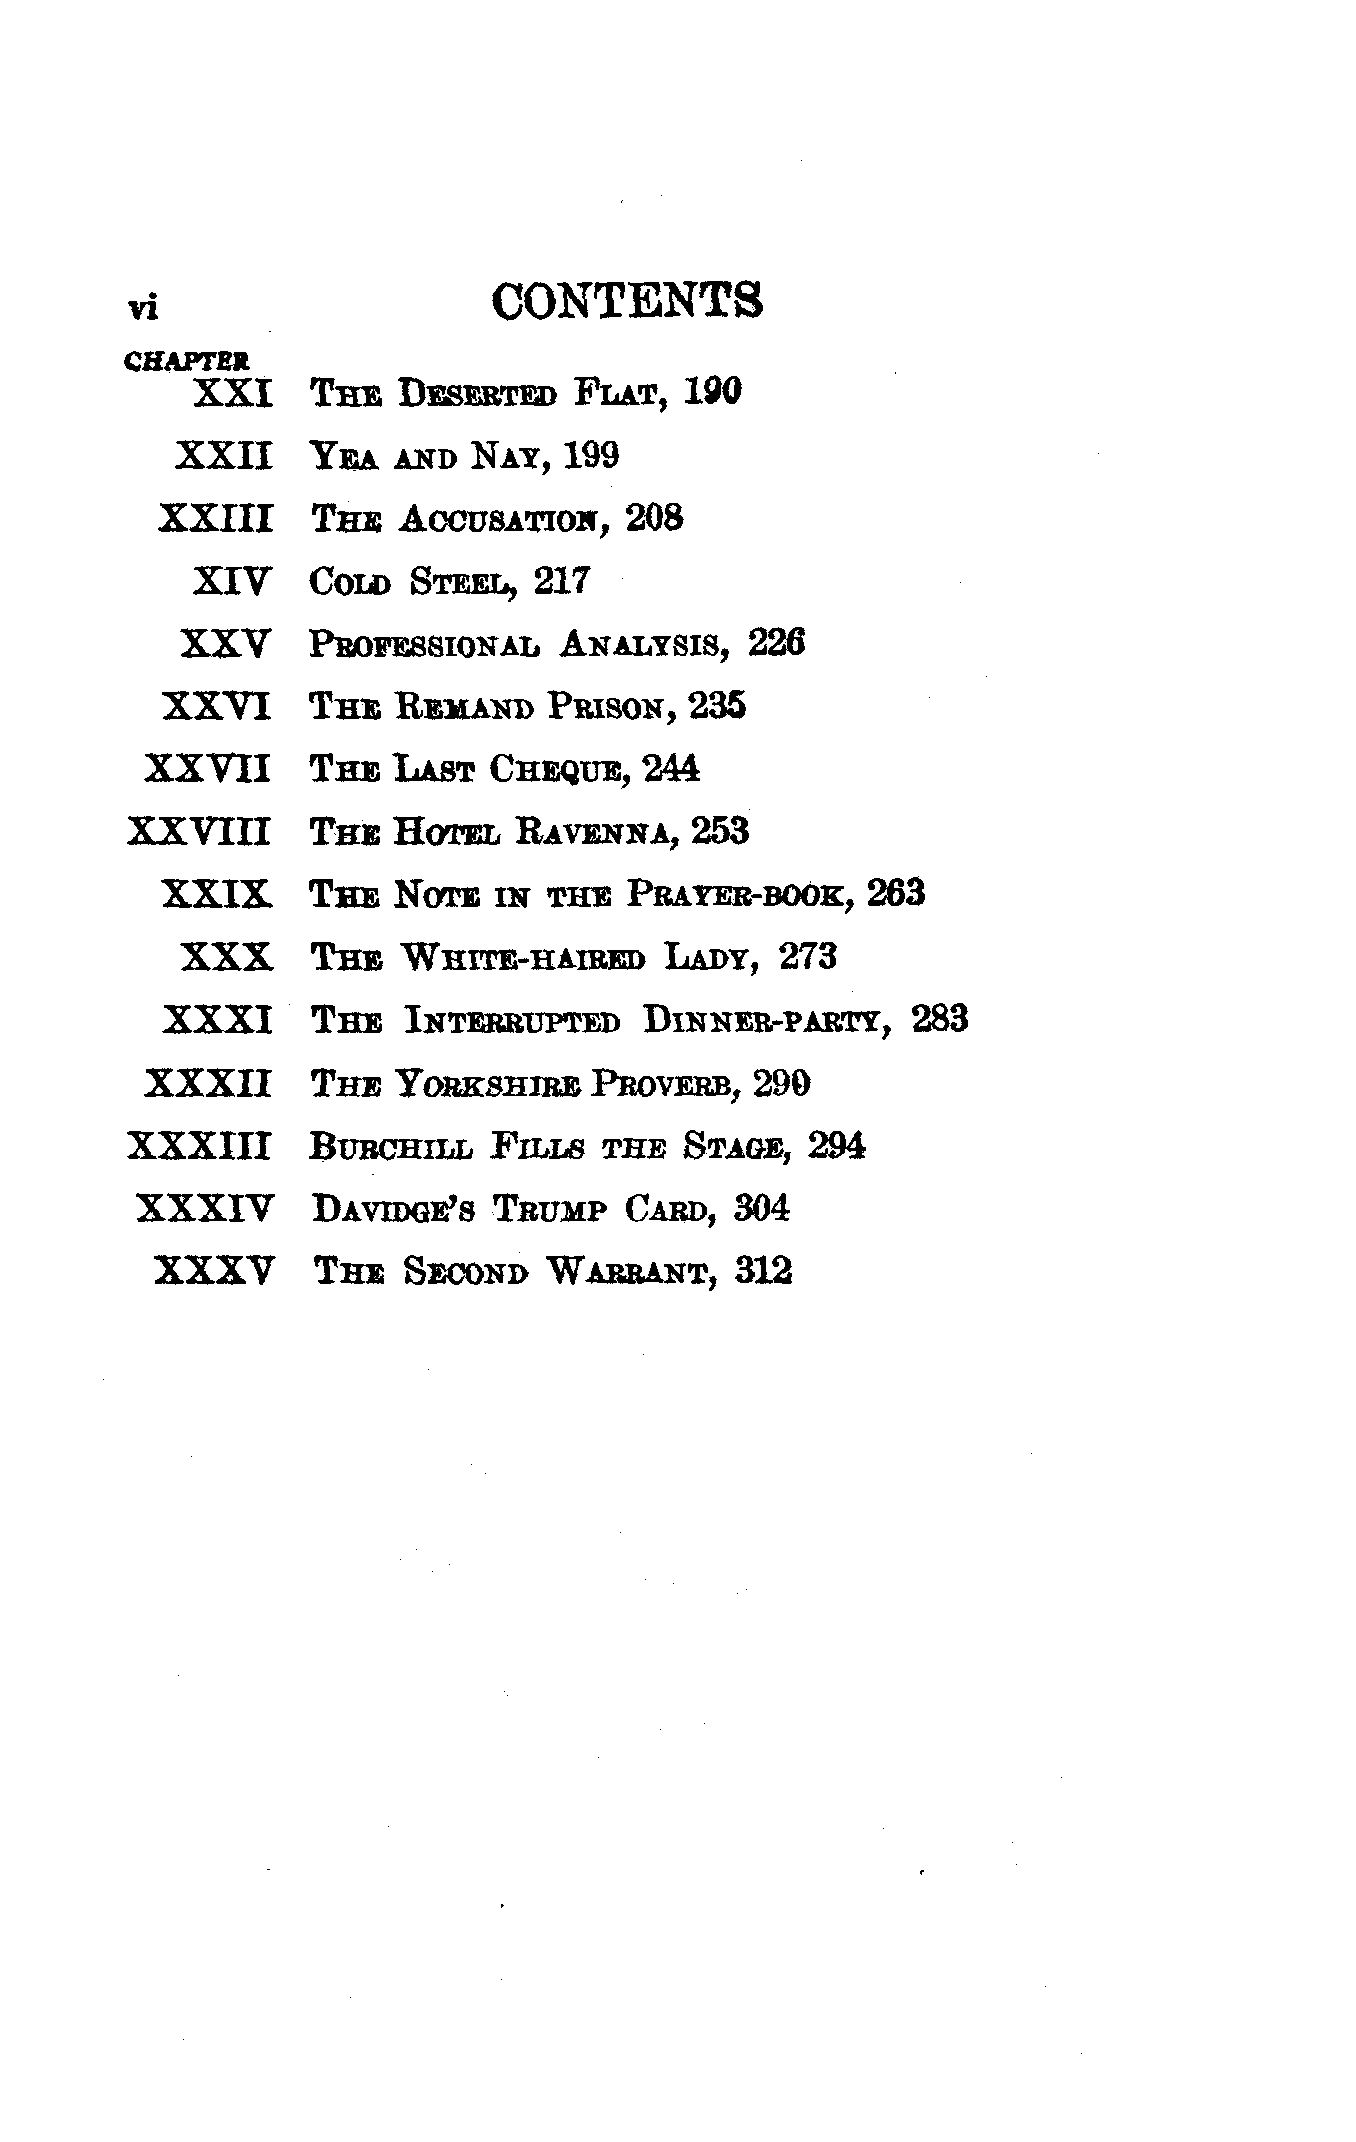 vi CONTENTS
CHAPTER
XXI The Deserted Flat, 190
XXII Yea and Nay, 199
XXIII The Accusation, 208
XIV Cold Steel, 217
XXV Professional Analysis, 226
XXVI The Remand Prison, 235
XXVII The Last Cheque, 244
XXVIII The Hotel Ravenna, 253
XXIX The Note in the Prayer-book, 263
XXX The White-haired Lady, 273
XXXI The Interrupted Dinner-party, 283
XXXII The Yorkshire Proverb, 290
XXXIII Burchill Fills the Stage, 294
XXXIV Davidge's Trump Card, 304
XXXV The Second Warrant, 312